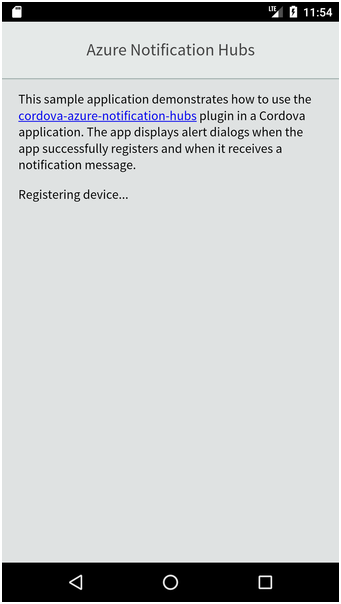 LTE 11:54
Azure Notification Hubs
This sample application demonstrates how to use the
cordova-azure-notification-hubs plugin in a Cordova
application. The app displays alert dialogs when the
app successfully registers and when it receives a
notification message.
Registering device...